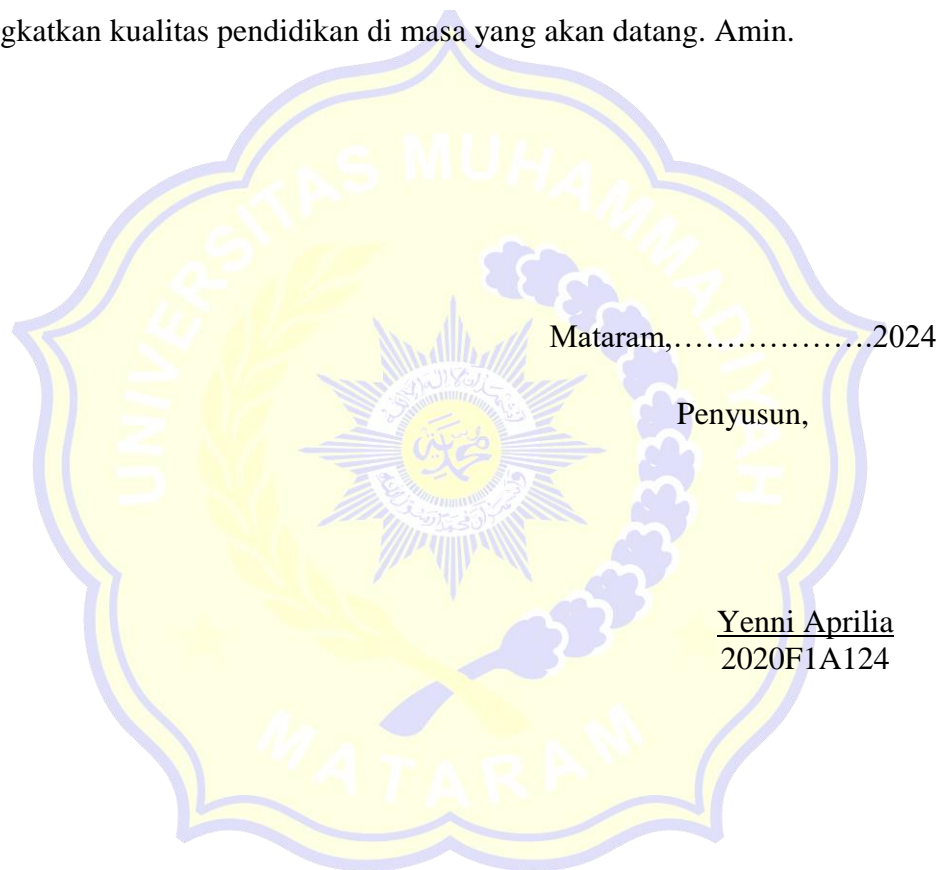 gkatkan kualitas pendidikan di masa yang akan datang. Amin.
UNIVERSITAS MUHAMMADIYAH
Mataram,……………….2024
Penyusun,
Yenni Aprilia
2020F1A124
MATARAM